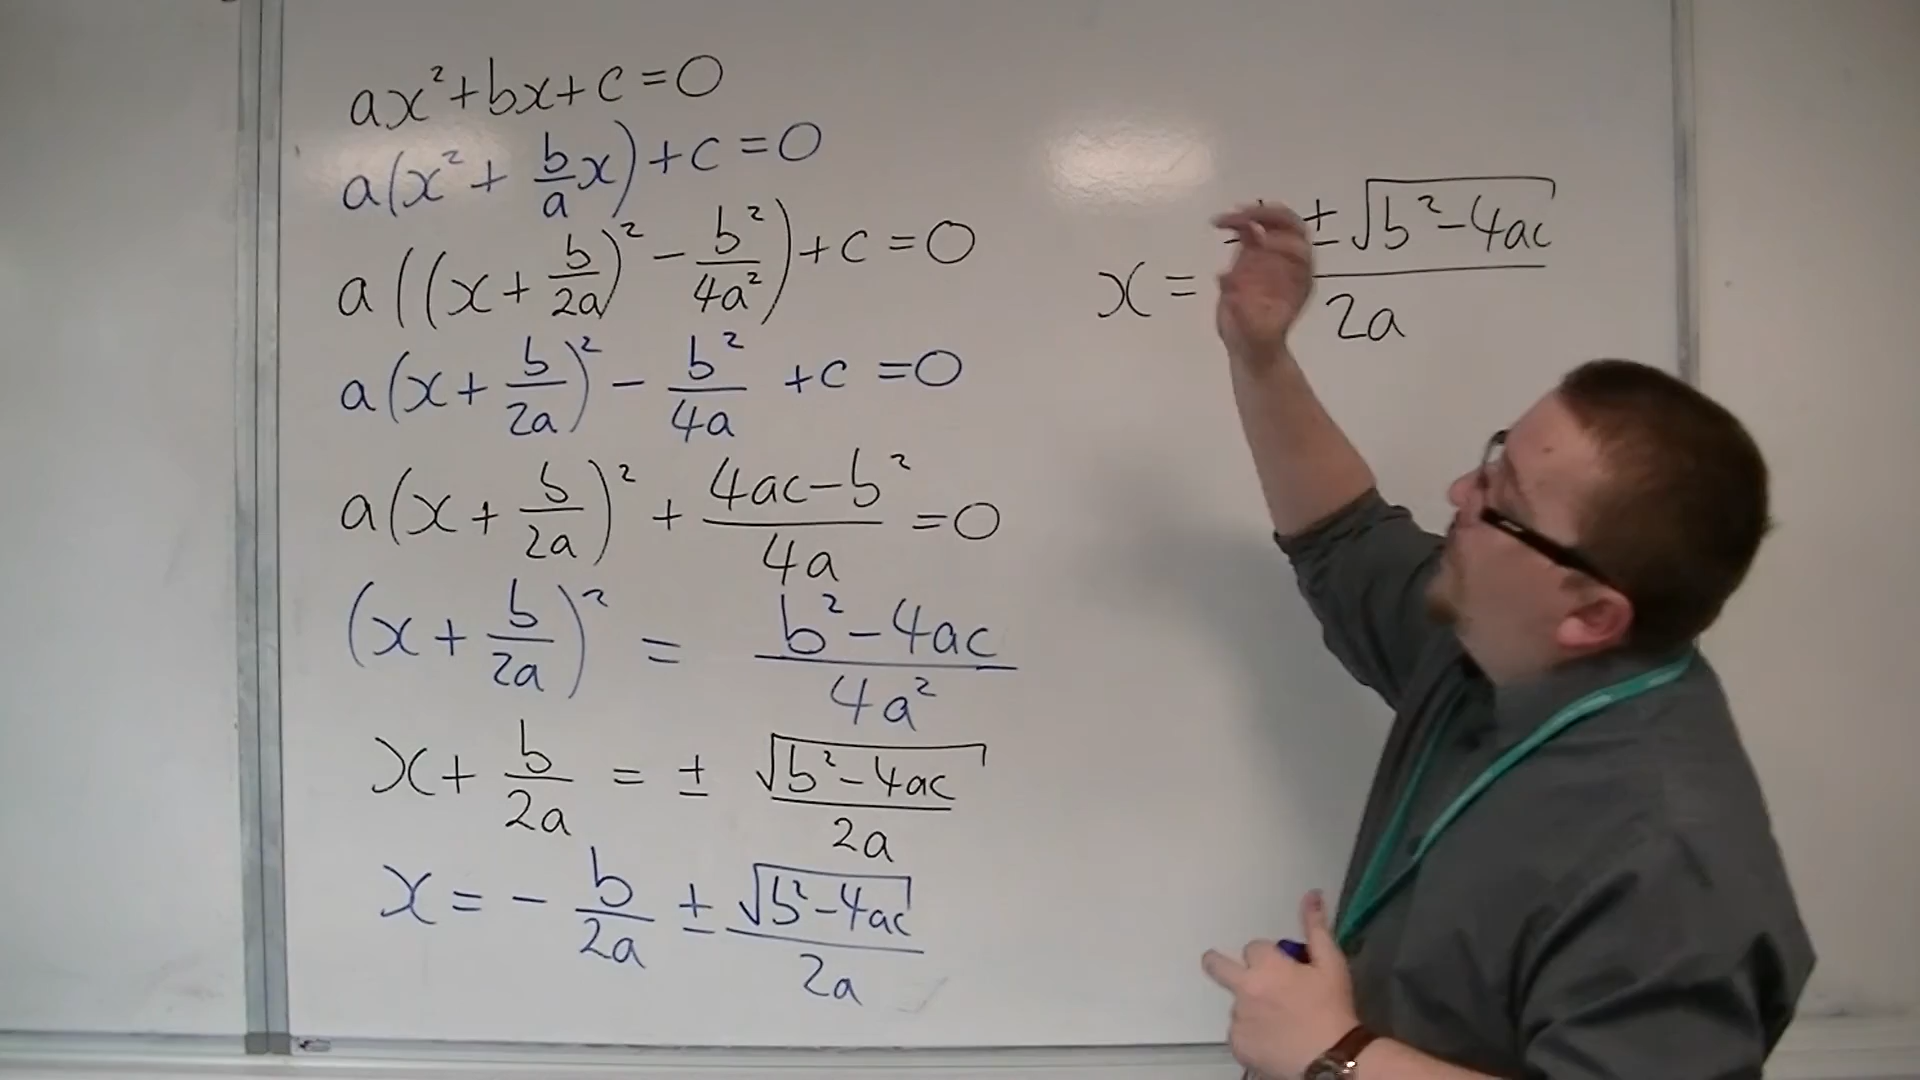 ax²+bx+c=0
a(x²+b/a x)+c=0
a((x+b/2a)²-b²/4a²)+c=0
a(x+b/2a)²-b²/4a+c=0
a(x+b/2a)²+(4ac-b²)/4a=0
(x+b/2a)²=(b²-4ac)/4a²
x+b/2a=±√(b²-4ac)/2a
x=-b/2a±√(b²-4ac)/2a
x= ±√(b²-4ac)/2a